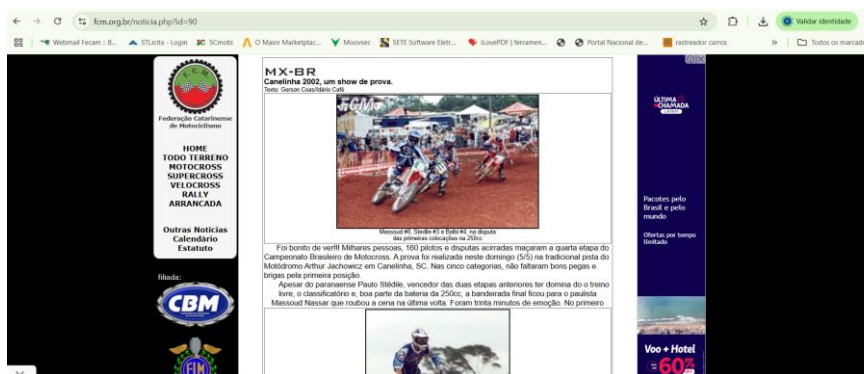 fcm.org.br/noticia.php?id=90
Validar identidade
Webmail Fecam :: B...
STLicita - Login
SCmobi
O Maior Marketplac...
Moovsec
SETE Software Eletr...
iLovePDF | ferramen...
Portal Nacional de...
rastreador carros
»
Todos os marcado
F.C.M.
Federação Catarinense
de Motociclismo
HOME
TODO TERRENO
MOTOCROSS
SUPERCROSS
VELOCROSS
RALLY
ARRANCADA
Outras Notícias
Calendário
Estatuto
filiada:
CBM
FIM
MX-BR
Canelinha 2002, um show de prova.
Texto: Gerson Coas/Idário Café
FCM
Massoud #8, Stedile #3 e Balbi #4, na disputa
das primeiras colocações na 250cc
Foi bonito de ver!!! Milhares pessoas, 160 pilotos e disputas acirradas maçaram a quarta etapa do
Campeonato Brasileiro de Motocross. A prova foi realizada neste domingo (5/5) na tradicional pista do
Motódromo Arthur Jachowicz em Canelinha, SC. Nas cinco categorias, não faltaram bons pegas e
brigas pela primeira posição.
Apesar do paranaense Paulo Stédile, vencedor das duas etapas anteriores ter domina do o treino
livre, o classificatório e, boa parte da bateria da 250cc, a bandeirada final ficou para o paulista
Massoud Nassar que roubou a cena na última volta. Foram trinta minutos de emoção. No primeiro
ÚLTIMA
CHAMADA
Pacotes pelo
Brasil e pelo
mundo
Ofertas por tempo
limitado
Voo + Hotel
60%